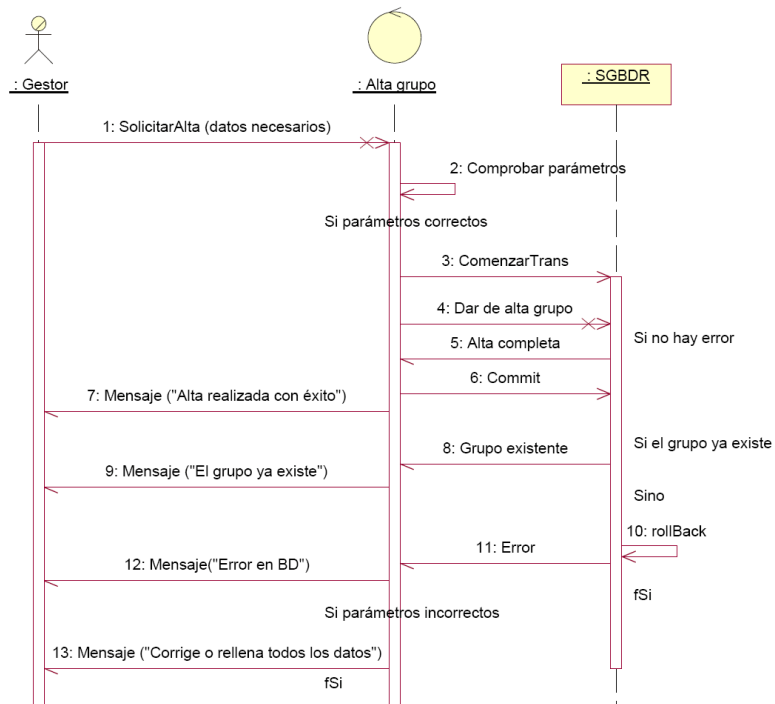 : Gestor
: Alta grupo
: SGBDR
1: SolicitarAlta (datos necesarios)
2: Comprobar parámetros
Si parámetros correctos
3: ComenzarTrans
4: Dar de alta grupo
Si no hay error
5: Alta completa
6: Commit
7: Mensaje ("Alta realizada con éxito")
Si el grupo ya existe
8: Grupo existente
9: Mensaje ("El grupo ya existe")
Sino
10: rollBack
11: Error
12: Mensaje("Error en BD")
fSi
Si parámetros incorrectos
13: Mensaje ("Corrige o rellena todos los datos")
fSi